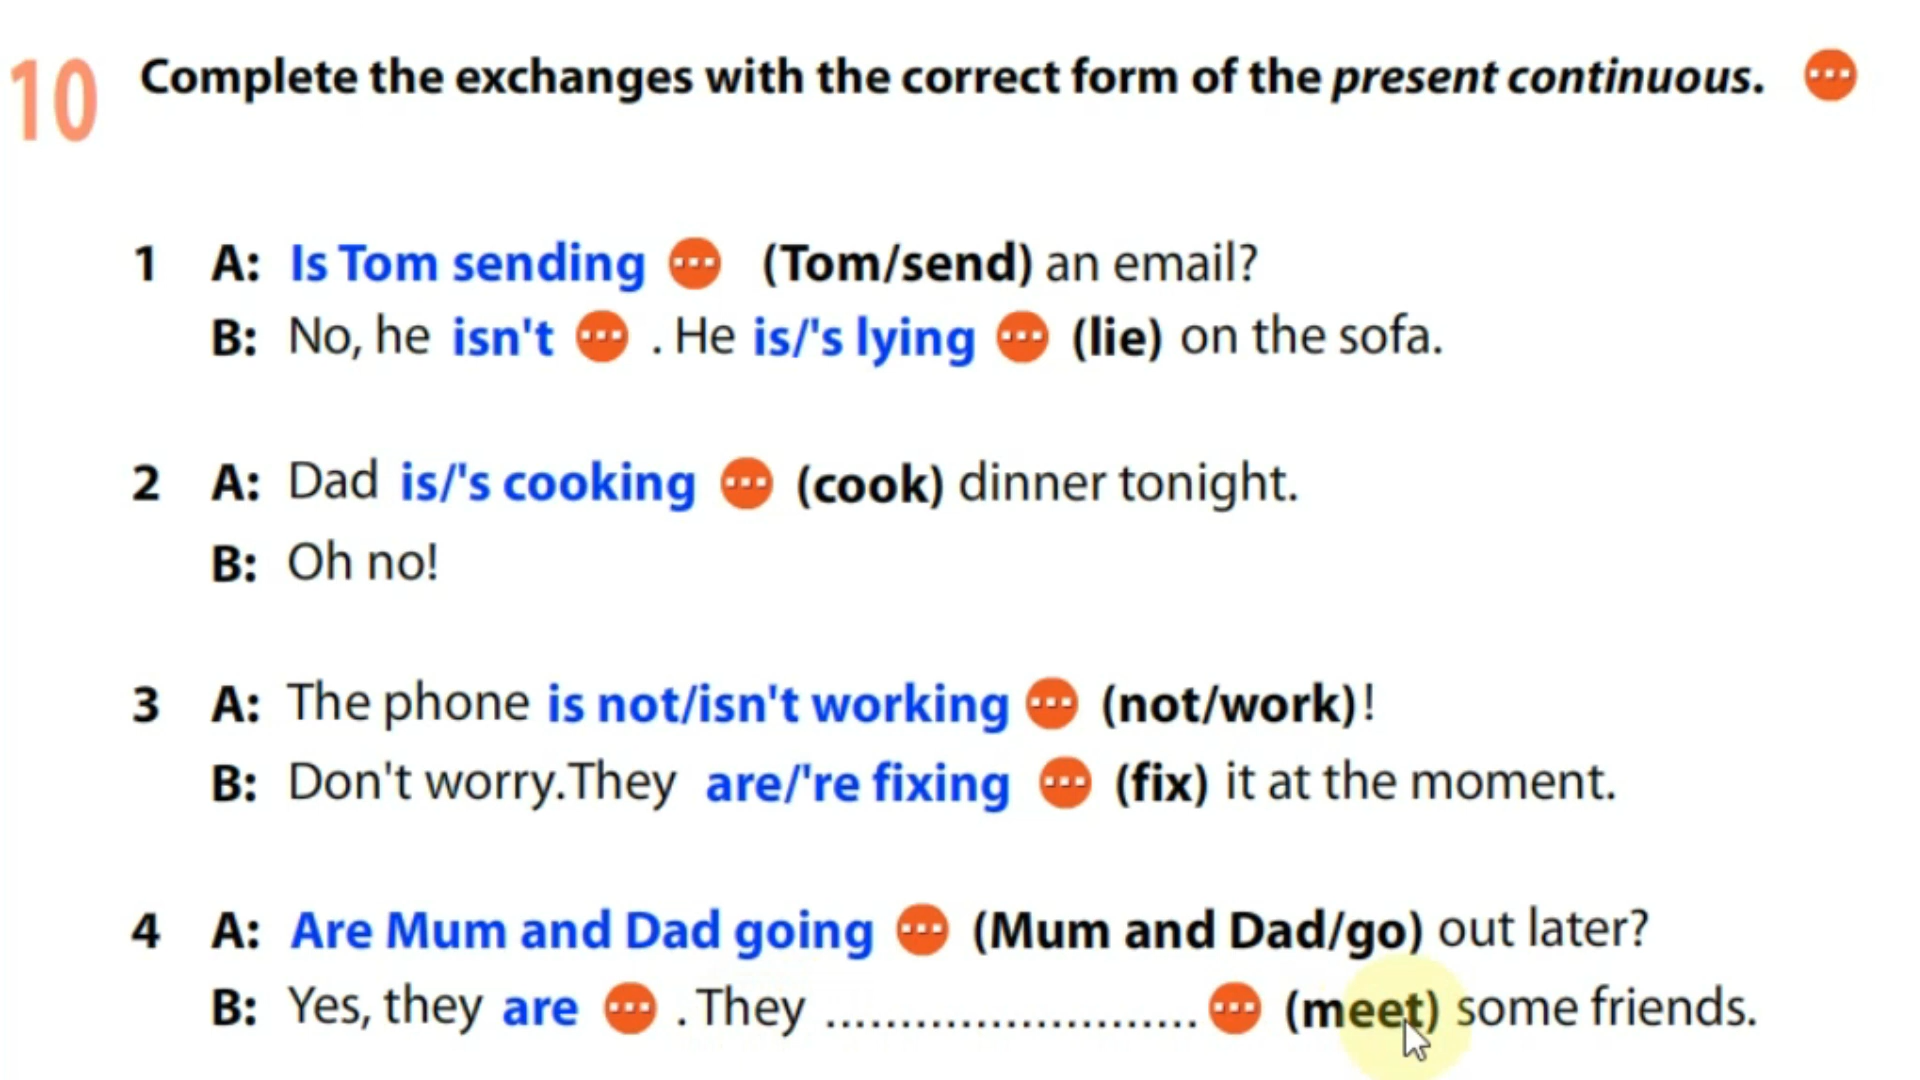 10 Complete the exchanges with the correct form of the present continuous.
1 A: Is Tom sending (Tom/send) an email?
B: No, he isn't . He is/'s lying (lie) on the sofa.
2 A: Dad is/'s cooking (cook) dinner tonight.
B: Oh no!
3 A: The phone is not/isn't working (not/work)!
B: Don't worry.They are/'re fixing (fix) it at the moment.
4 A: Are Mum and Dad going (Mum and Dad/go) out later?
B: Yes, they are . They ......................... (meet) some friends.